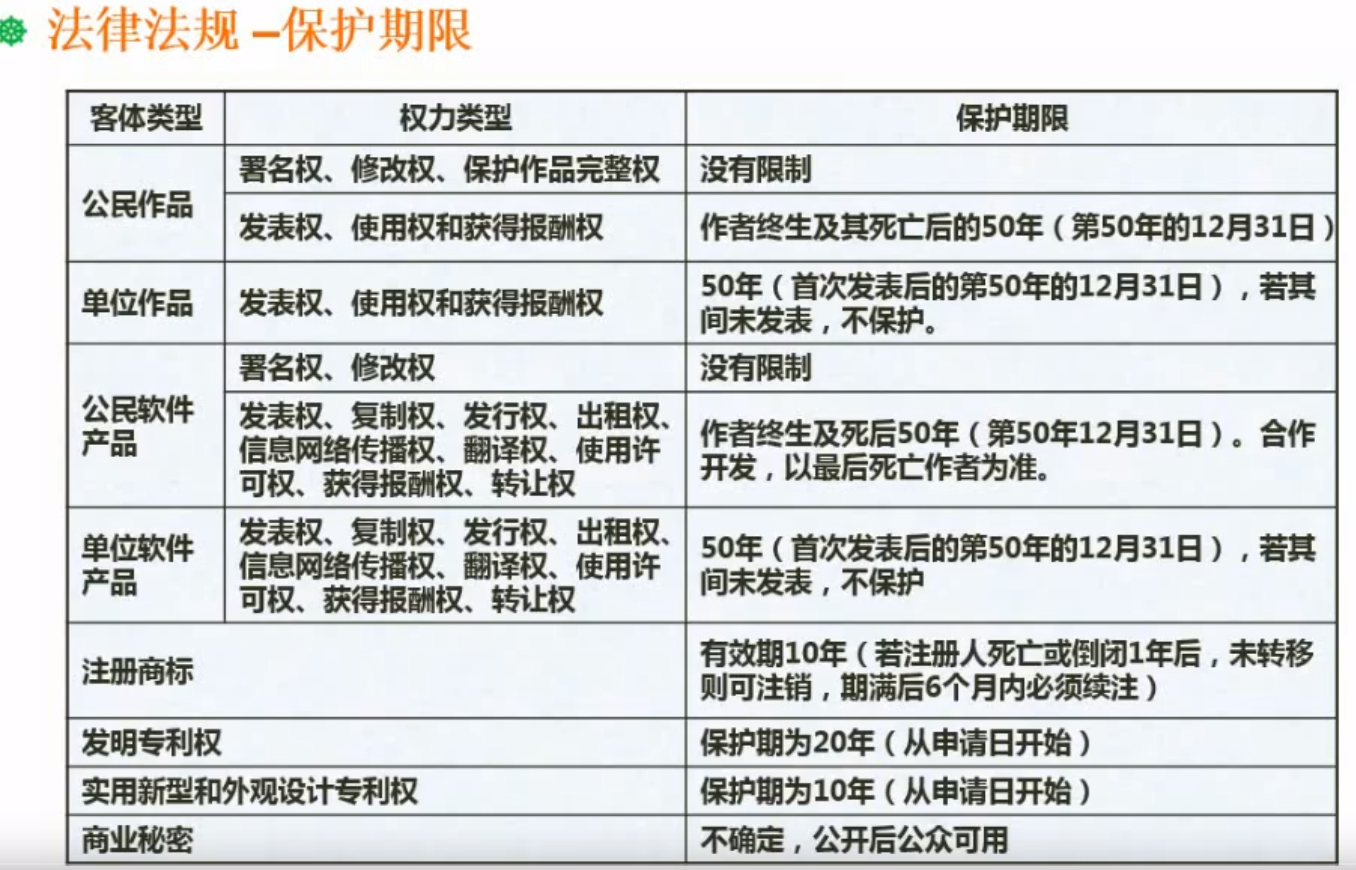 法律法规 –保护期限
客体类型 权力类型 保护期限
公民作品
署名权、修改权、保护作品完整权 没有限制
发表权、使用权和获得报酬权 作者终生及其死亡后的50年（第50年的12月31日）
单位作品 发表权、使用权和获得报酬权
50年（首次发表后的第50年的12月31日），若其
间未发表，不保护。
公民软件
产品
署名权、修改权 没有限制
发表权、复制权、发行权、出租权、
信息网络传播权、翻译权、使用许
可权、获得报酬权、转让权
作者终生及死后50年（第50年12月31日）。合作
开发，以最后死亡作者为准。
单位软件
产品
发表权、复制权、发行权、出租权、
信息网络传播权、翻译权、使用许
可权、获得报酬权、转让权
50年（首次发表后的第50年的12月31日），若其
间未发表，不保护
注册商标
有效期10年（若注册人死亡或倒闭1年后，未转移
则可注销，期满后6个月内必须续注）
发明专利权 保护期为20年（从申请日开始）
实用新型和外观设计专利权 保护期为10年（从申请日开始）
商业秘密 不确定，公开后公众可用